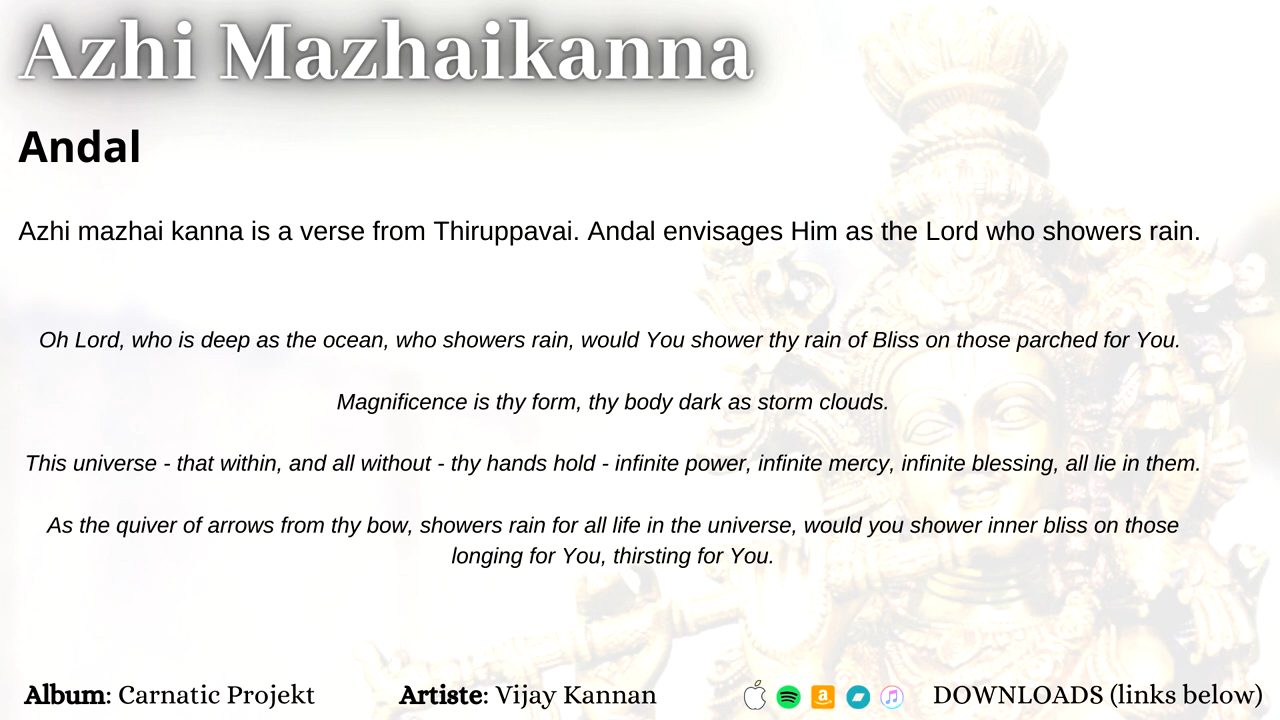 Azhi Mazhaikanna
Andal
Azhi mazhai kanna is a verse from Thiruppavai. Andal envisages Him as the Lord who showers rain.
Oh Lord, who is deep as the ocean, who showers rain, would You shower thy rain of Bliss on those parched for You.
Magnificence is thy form, thy body dark as storm clouds.
This universe - that within, and all without - thy hands hold - infinite power, infinite mercy, infinite blessing, all lie in them.
As the quiver of arrows from thy bow, showers rain for all life in the universe, would you shower inner bliss on those
longing for You, thirsting for You.
Album: Carnatic Projekt Artiste: Vijay Kannan DOWNLOADS (links below)